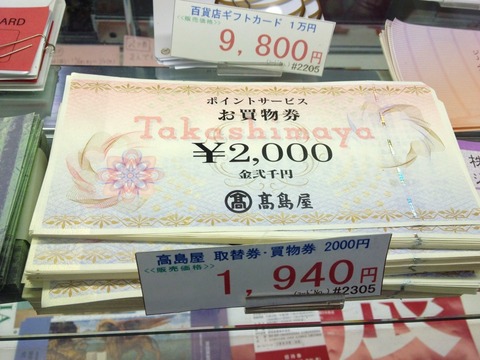 CARD
百貨店ギフトカード 1万円
<<販売価格>>
9,800円
#2205
ポイントサービス
お買物券
Takashimaya
¥2,000
金弐千円
髙 髙島屋
高島屋 取替券・買物券 2000円
<<販売価格>>
1,940円
#2305